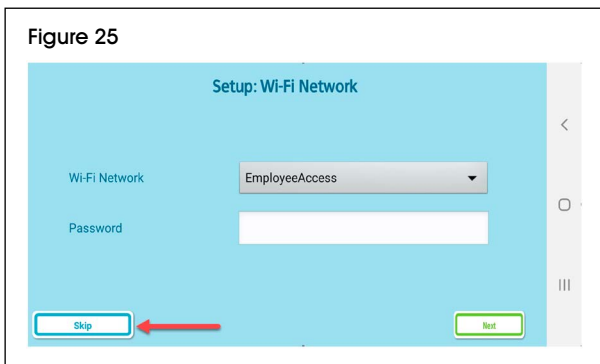 Figure 25
Setup: Wi-Fi Network
Wi-Fi Network
EmployeeAccess
Password
Skip
Next